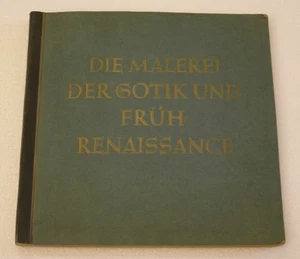 DIE MALEREI
DER GOTIK UND
FRÜH
RENAISSANCE